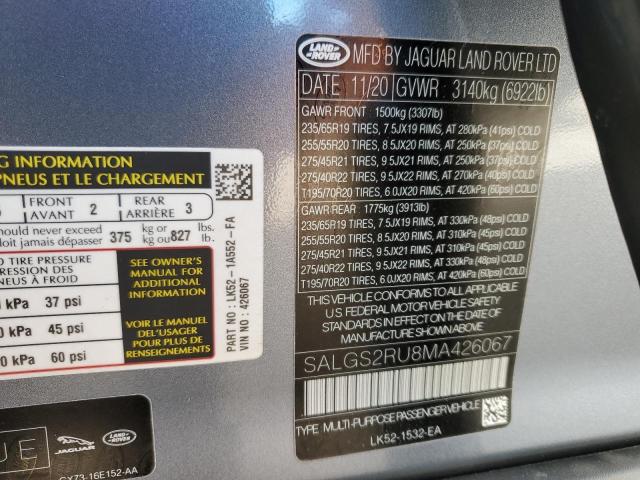 LAND ROVER
MFD BY JAGUAR LAND ROVER LTD
DATE 11/20 GVWR 3140kg (6922lb)
GAWR FRONT : 1500kg (3307lb)
235/65R19 TIRES, 7.5JX19 RIMS, AT 280kPa (41psi) COLD
255/55R20 TIRES, 8.5JX20 RIMS, AT 250kPa (37psi) COLD
275/45R21 TIRES, 9.5JX21 RIMS, AT 250kPa (37psi) COLD
275/40R22 TIRES, 9.5JX22 RIMS, AT 270kPa (40psi) COLD
T195/70R20 TIRES, 6.0JX20 RIMS, AT 420kPa (60psi) COLD
GAWR REAR: 1775kg (3913lb)
235/65R19 TIRES, 7.5JX19 RIMS, AT 330kPa (48psi) COLD
255/55R20 TIRES, 8.5JX20 RIMS, AT 310kPa (45psi) COLD
275/45R21 TIRES, 9.5JX21 RIMS, AT 310kPa (45psi) COLD
275/40R22 TIRES, 9.5JX22 RIMS, AT 330kPa (48psi) COLD
T195/70R20 TIRES, 6.0JX20 RIMS, AT 420kPa (60psi) COLD
THIS VEHICLE CONFORMS TO ALL APPLICABLE
FEDERAL MOTOR VEHICLE SAFETY
STANDARDS IN EFFECT ON THE
DATE OF MANUFACTURE SHOWN ABOVE
SALGS2RU8MA426067
TYPE: MULTI-PURPOSE PASSENGER VEHICLE
LK52-1532-EA
G INFORMATION
PNEUS ET LE CHARGEMENT
FRONT AVANT 2 REAR ARRIÈRE 3
hould never exceed
doit jamais dépasser 375 kg or kg ou 827 lbs. lb.
D TIRE PRESSURE
PRESSION DES
PNEUS À FROID
kPa 37 psi
0 kPa 45 psi
0 kPa 60 psi
SEE OWNER'S
MANUAL FOR
ADDITIONAL
INFORMATION
VOIR LE MANUEL
DE L'USAGER
POUR PLUS DE
RENSEIGNEMENTS
PART : LK52 - 1A552 - FA
VIN NO : 426067
UE
JAGUAR
LAND ROVER
GX73-16E152-AA